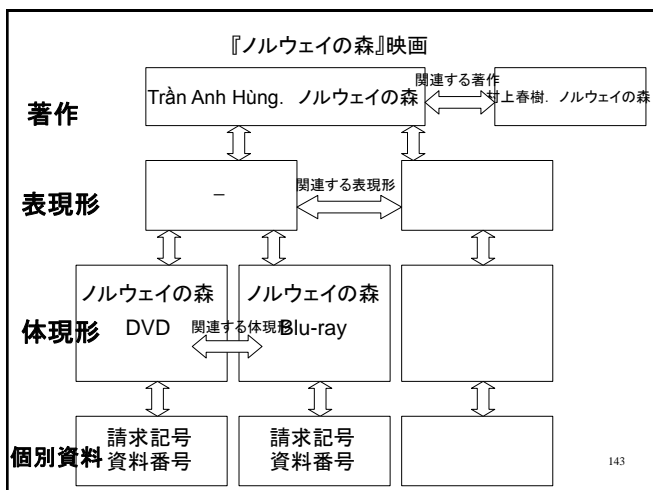 『ノルウェイの森』映画
関連する著作
著作
Trần Anh Hùng. ノルウェイの森
村上春樹. ノルウェイの森
表現形
−
関連する表現形
ノルウェイの森
DVD
ノルウェイの森
Blu-ray
体現形
関連する体現形
個別資料
請求記号
資料番号
請求記号
資料番号
143